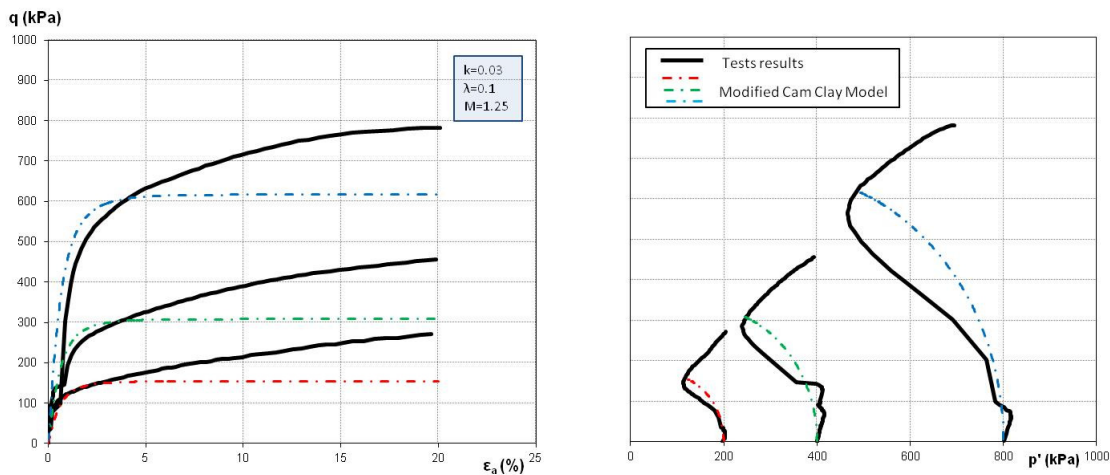 q (kPa)
1000
900
800
700
600
500
400
300
200
100
0
0 5 10 15 20 25
εa (%)
k=0.03
λ=0.1
M=1.25
Tests results
Modified Cam Clay Model
0 200 400 600 800 1000
p' (kPa)